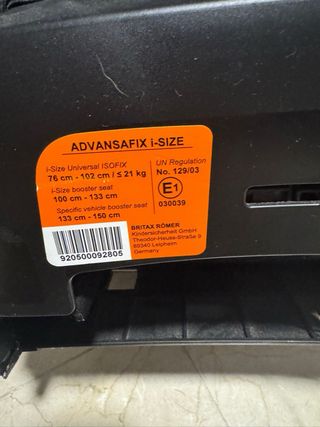 ADVANSAFIX i-SIZE
i-Size Universal ISOFIX
76 cm - 102 cm / ≤ 21 kg
i-Size booster seat
100 cm - 133 cm
Specific vehicle booster seat
133 cm - 150 cm
UN Regulation
No. 129/03
E1
030039
BRITAX RÖMER
Kindersicherheit GmbH
Theodor-Heuss-Straße 9
89340 Leipheim
Germany
920500092805